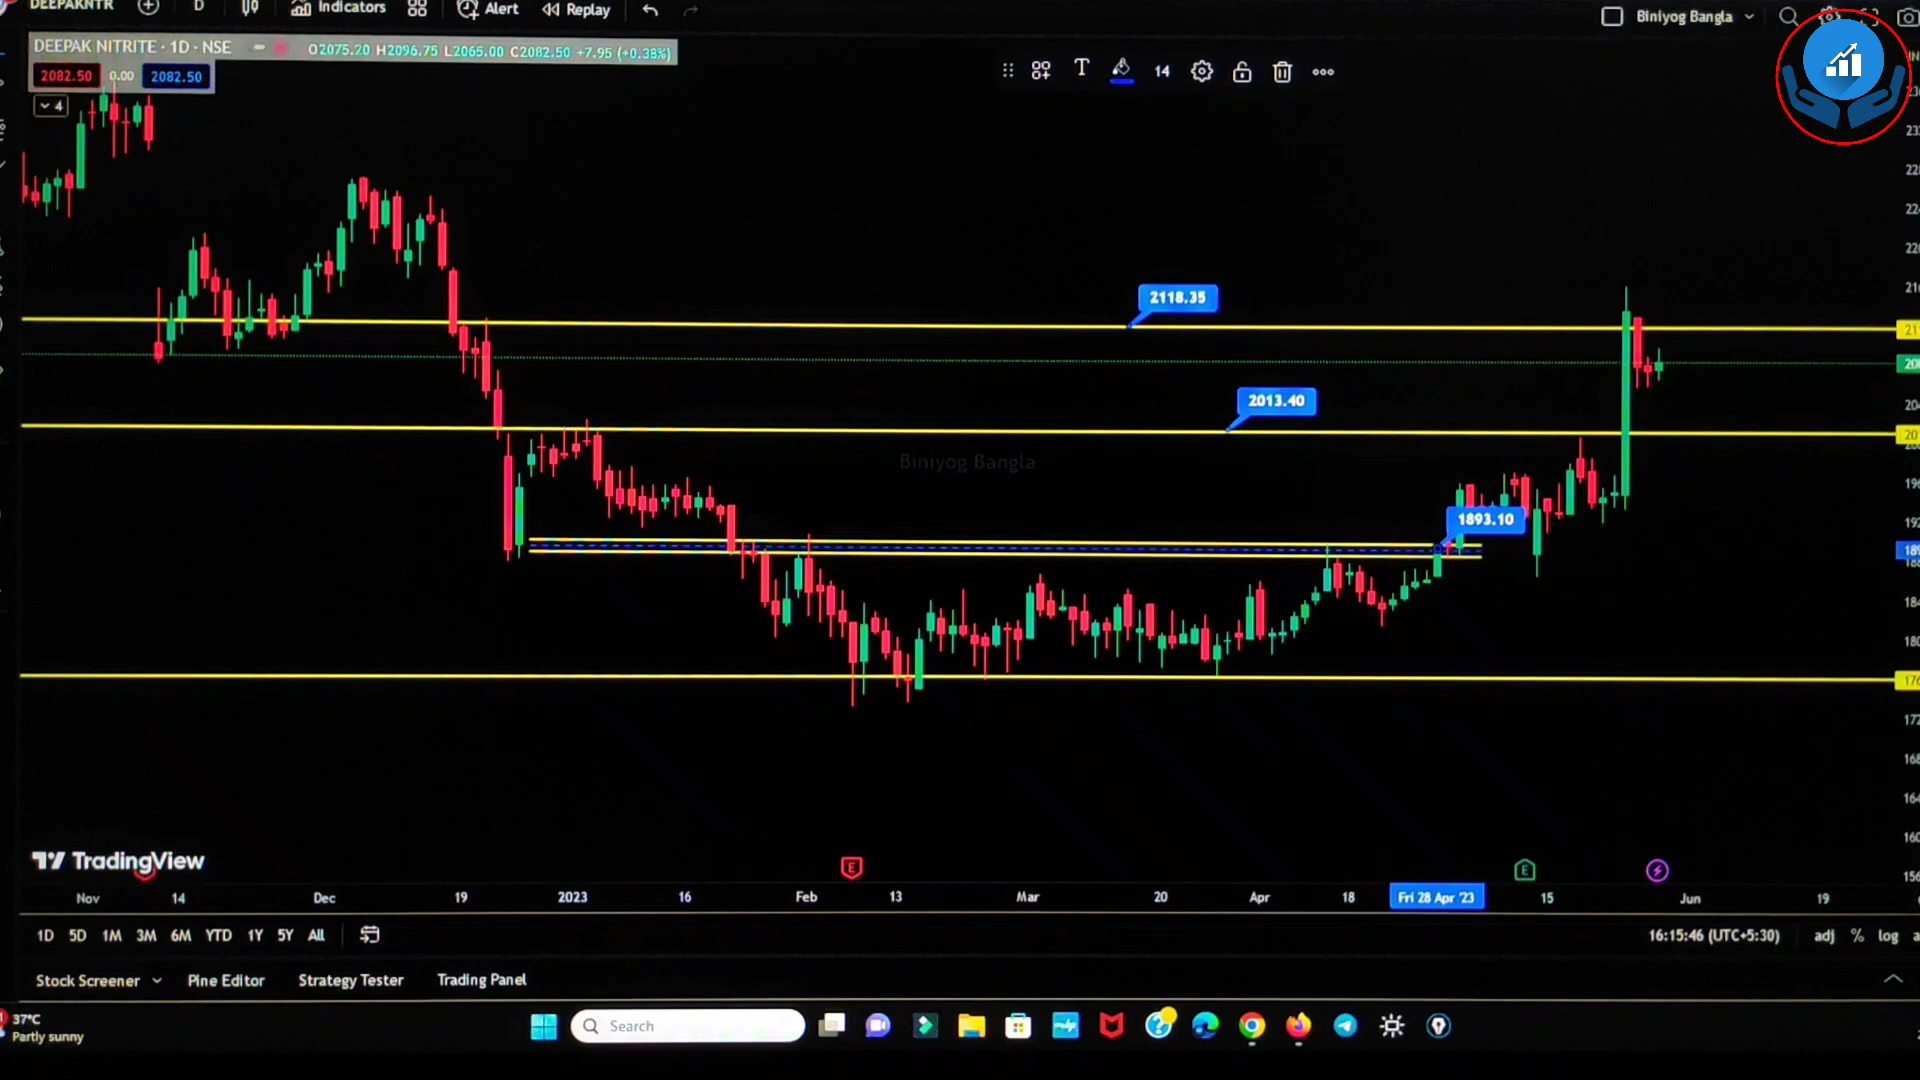 DEEPAKNTR D Indicators Alert Replay Biniyog Bangla
DEEPAK NITRITE · 1D · NSE O2075.20 H2096.75 L2065.00 C2082.50 +7.95 (+0.38%)
2082.50 0.00 2082.50
T 14
4
2118.35
2013.40
Biniyog Bangla
1893.10
TradingView
E E
Nov 14 Dec 19 2023 16 Feb 13 Mar 20 Apr 18 Fri 28 Apr '23 15 Jun 19
1D 5D 1M 3M 6M YTD 1Y 5Y All 16:15:46 (UTC+5:30) adj % log
Stock Screener Pine Editor Strategy Tester Trading Panel
37°C
Partly sunny
Search